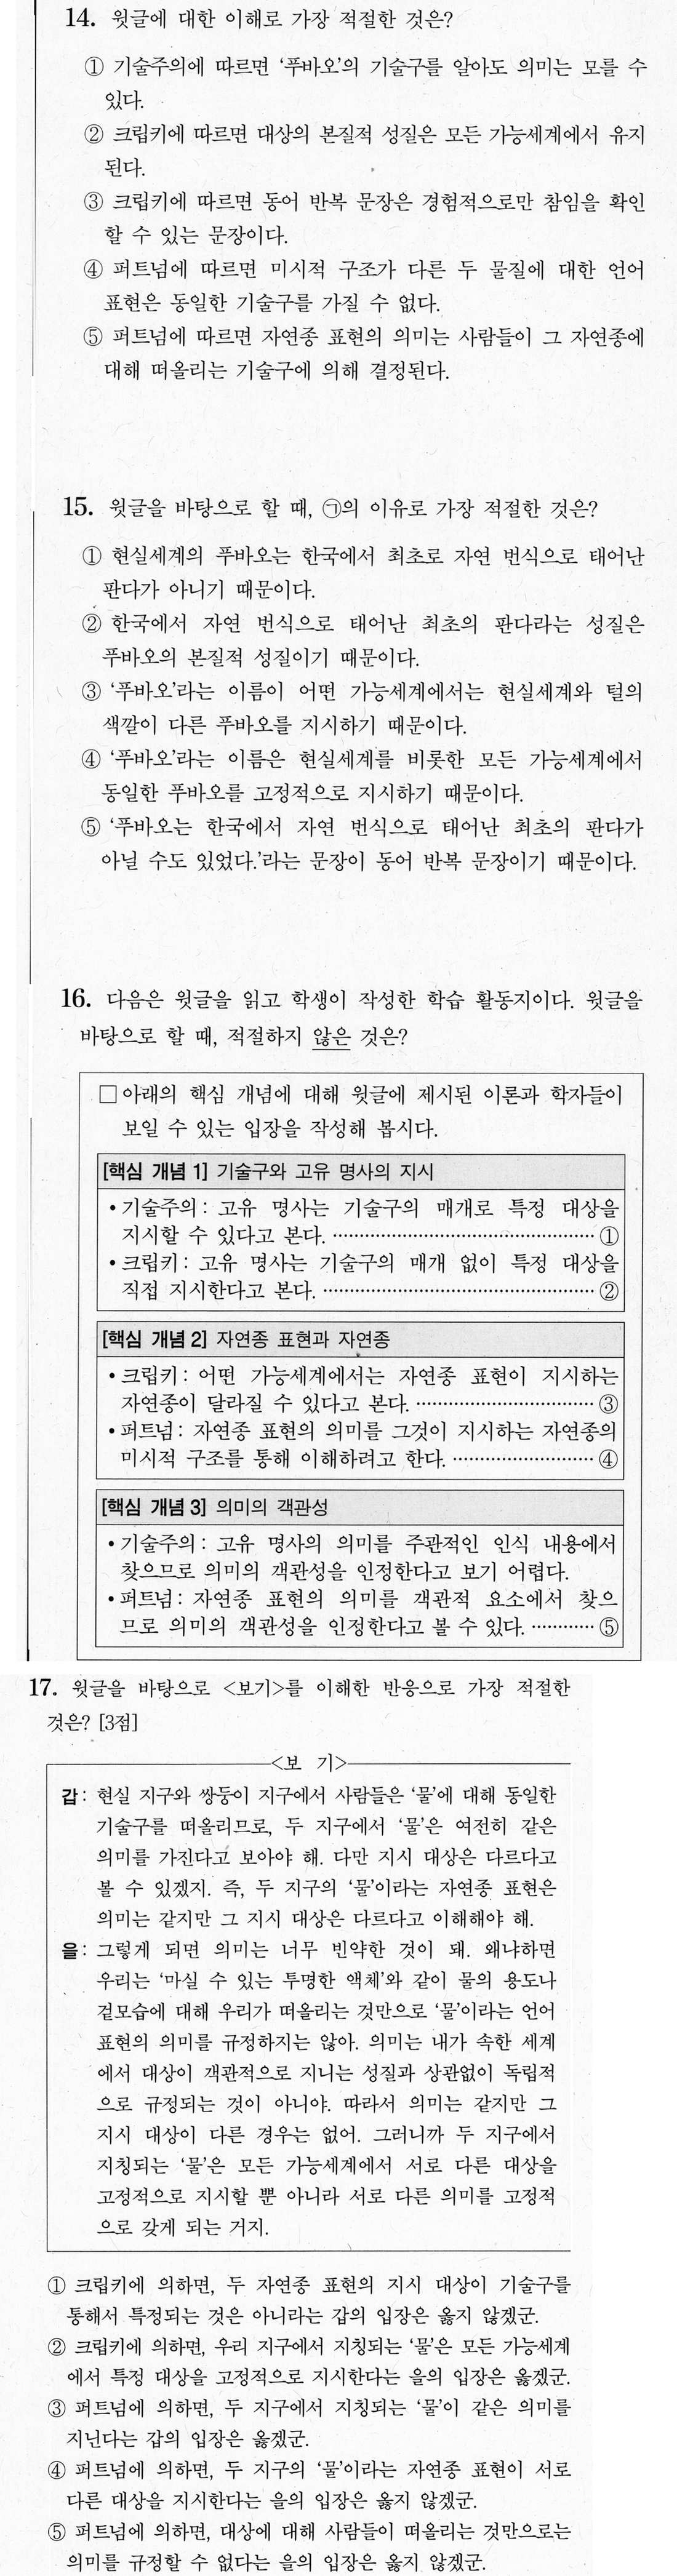 14. 윗글에 대한 이해로 가장 적절한 것은?
① 기술주의에 따르면 ‘푸바오’의 기술구를 알아도 의미는 모를 수
있다.
② 크립키에 따르면 대상의 본질적 성질은 모든 가능세계에서 유지
된다.
③ 크립키에 따르면 동어 반복 문장은 경험적으로만 참임을 확인
할 수 있는 문장이다.
④ 퍼트넘에 따르면 미시적 구조가 다른 두 물질에 대한 언어
표현은 동일한 기술구를 가질 수 없다.
⑤ 퍼트넘에 따르면 자연종 표현의 의미는 사람들이 그 자연종에
대해 떠올리는 기술구에 의해 결정된다.
15. 윗글을 바탕으로 할 때, ㉠의 이유로 가장 적절한 것은?
① 현실세계의 푸바오는 한국에서 최초로 자연 번식으로 태어난
판다가 아니기 때문이다.
② 한국에서 자연 번식으로 태어난 최초의 판다라는 성질은
푸바오의 본질적 성질이기 때문이다.
③ ‘푸바오’라는 이름이 어떤 가능세계에서는 현실세계와 털의
색깔이 다른 푸바오를 지시하기 때문이다.
④ ‘푸바오’라는 이름은 현실세계를 비롯한 모든 가능세계에서
동일한 푸바오를 고정적으로 지시하기 때문이다.
⑤ ‘푸바오는 한국에서 자연 번식으로 태어난 최초의 판다가
아닐 수도 있었다.’라는 문장이 동어 반복 문장이기 때문이다.
16. 다음은 윗글을 읽고 학생이 작성한 학습 활동지이다. 윗글을
바탕으로 할 때, 적절하지 않은 것은?
□ 아래의 핵심 개념에 대해 윗글에 제시된 이론과 학자들이
보일 수 있는 입장을 작성해 봅시다.
[핵심 개념 1] 기술구와 고유 명사의 지시
• 기술주의 : 고유 명사는 기술구의 매개로 특정 대상을
지시할 수 있다고 본다. ························ ①
• 크립키 : 고유 명사는 기술구의 매개 없이 특정 대상을
직접 지시한다고 본다. ························ ②
[핵심 개념 2] 자연종 표현과 자연종
• 크립키 : 어떤 가능세계에서는 자연종 표현이 지시하는
자연종이 달라질 수 있다고 본다. ················ ③
• 퍼트넘 : 자연종 표현의 의미를 그것이 지시하는 자연종의
미시적 구조를 통해 이해하려고 한다. ············ ④
[핵심 개념 3] 의미의 객관성
• 기술주의 : 고유 명사의 의미를 주관적인 인식 내용에서
찾으므로 의미의 객관성을 인정한다고 보기 어렵다.
• 퍼트넘 : 자연종 표현의 의미를 객관적 요소에서 찾으
므로 의미의 객관성을 인정한다고 볼 수 있다. ········ ⑤
17. 윗글을 바탕으로 <보기>를 이해한 반응으로 가장 적절한
것은? [3점]
<보 기>
갑 : 현실 지구와 쌍둥이 지구에서 사람들은 ‘물’에 대해 동일한
기술구를 떠올리므로, 두 지구에서 ‘물’은 여전히 같은
의미를 가진다고 보아야 해. 다만 지시 대상은 다르다고
볼 수 있겠지. 즉, 두 지구의 ‘물’이라는 자연종 표현은
의미는 같지만 그 지시 대상은 다르다고 이해해야 해.
을 : 그렇게 되면 의미는 너무 빈약한 것이 돼. 왜냐하면
우리는 ‘마실 수 있는 투명한 액체’와 같이 물의 용도나
겉모습에 대해 우리가 떠올리는 것만으로 ‘물’이라는 언어
표현의 의미를 규정하지는 않아. 의미는 내가 속한 세계
에서 대상이 객관적으로 지니는 성질과 상관없이 독립적
으로 규정되는 것이 아니야. 따라서 의미는 같지만 그
지시 대상이 다른 경우는 없어. 그러니까 두 지구에서
지칭되는 ‘물’은 모든 가능세계에서 서로 다른 대상을
고정적으로 지시할 뿐 아니라 서로 다른 의미를 고정적
으로 갖게 되는 거지.
① 크립키에 의하면, 두 자연종 표현의 지시 대상이 기술구를
통해서 특정되는 것은 아니라는 갑의 입장은 옳지 않겠군.
② 크립키에 의하면, 우리 지구에서 지칭되는 ‘물’은 모든 가능세계
에서 특정 대상을 고정적으로 지시한다는 을의 입장은 옳겠군.
③ 퍼트넘에 의하면, 두 지구에서 지칭되는 ‘물’이 같은 의미를
지닌다는 갑의 입장은 옳겠군.
④ 퍼트넘에 의하면, 두 지구의 ‘물’이라는 자연종 표현이 서로
다른 대상을 지시한다는 을의 입장은 옳지 않겠군.
⑤ 퍼트넘에 의하면, 대상에 대해 사람들이 떠올리는 것만으로는
의미를 규정할 수 없다는 을의 입장은 옳지 않겠군.